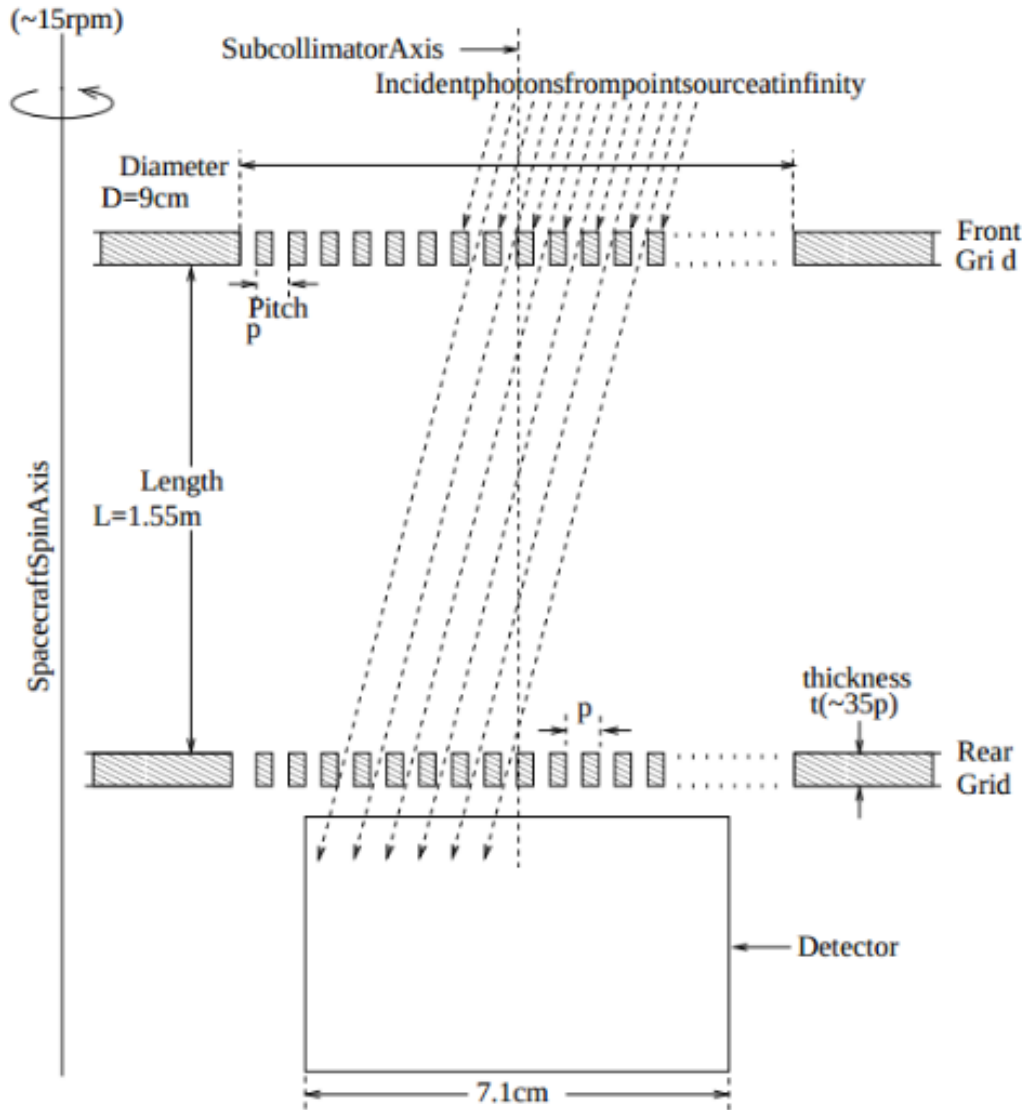 (~15rpm)
SubcollimatorAxis
Incidentphotonsfrompointsourceatinfinity
Diameter
D=9cm
Front
Gri d
Pitch
p
Length
L=1.55m
SpacecraftSpinAxis
thickness
t(~35p)
p
Rear
Grid
Detector
7.1cm